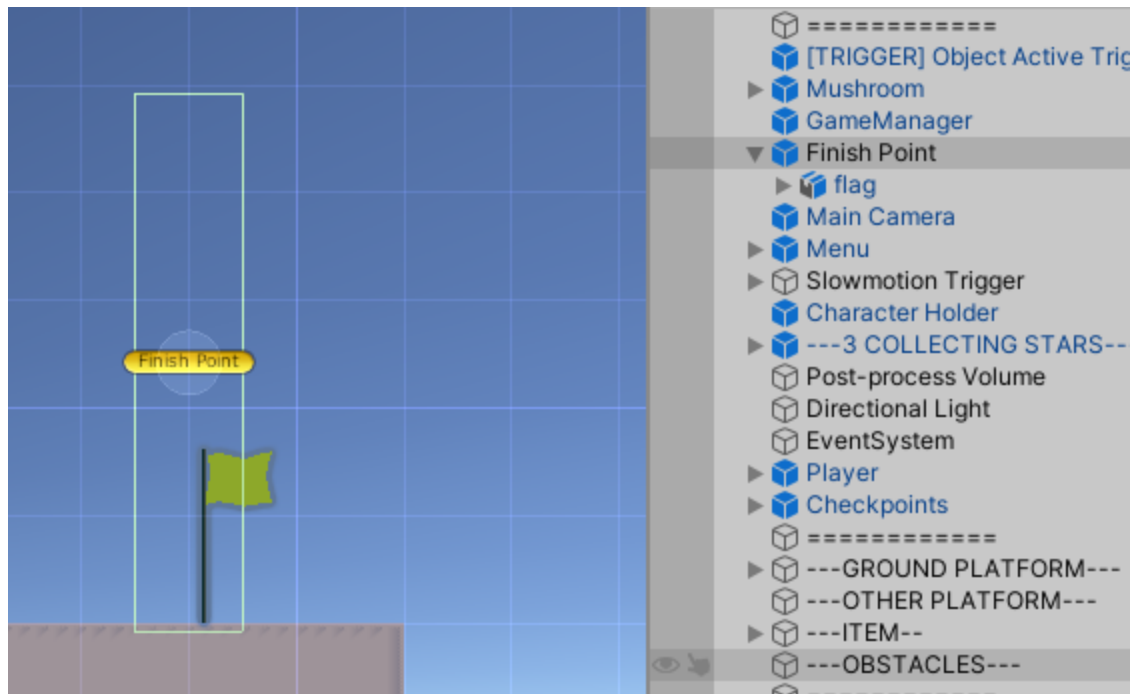 ============
[TRIGGER] Object Active Trig
Mushroom
GameManager
Finish Point
flag
Main Camera
Menu
Slowmotion Trigger
Character Holder
---3 COLLECTING STARS--
Post-process Volume
Directional Light
EventSystem
Player
Checkpoints
============
---GROUND PLATFORM---
---OTHER PLATFORM---
---ITEM--
---OBSTACLES---
Finish Point